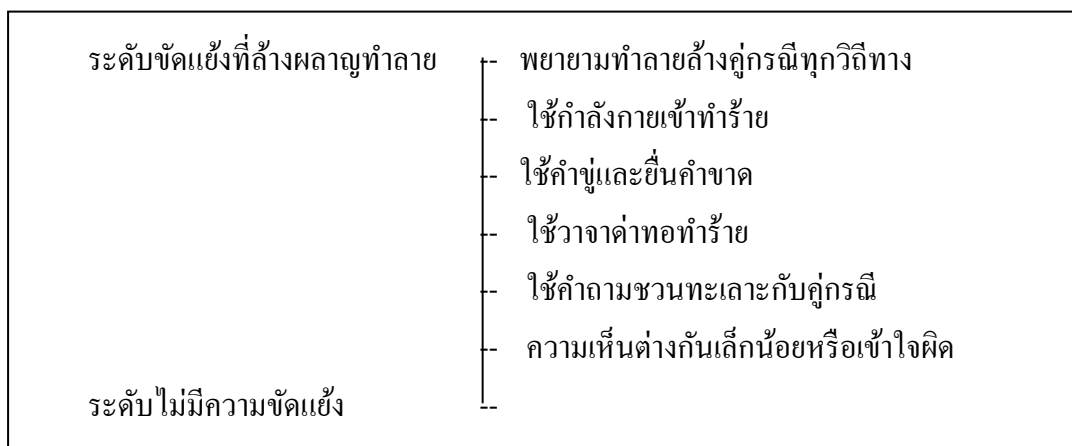 ระดับขัดแย้งที่ล้างผลาญทำลาย -- พยายามทำลายล้างคู่กรณีทุกวิถีทาง
-- ใช้กำลังกายเข้าทำร้าย
-- ใช้คำขู่และยื่นคำขาด
-- ใช้วาจาด่าทอทำร้าย
-- ใช้คำถามชวนทะเลาะกับคู่กรณี
-- ความเห็นต่างกันเล็กน้อยหรือเข้าใจผิด
ระดับไม่มีความขัดแย้ง --